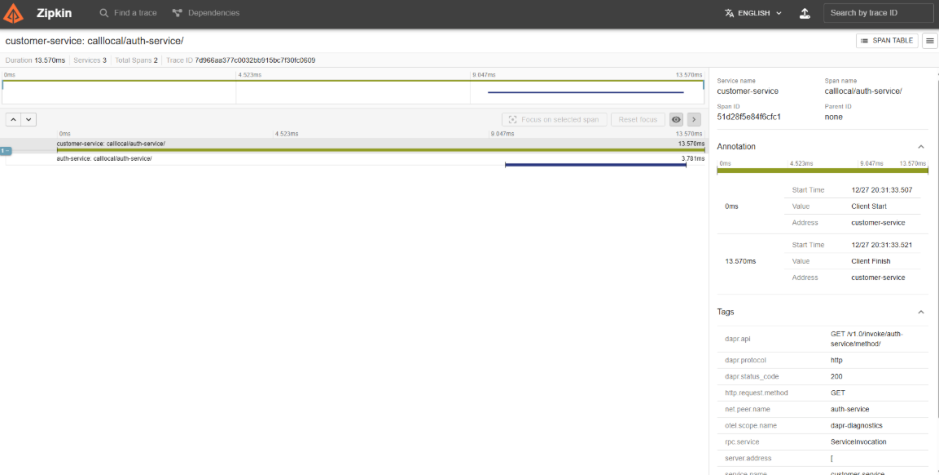 Zipkin Find a trace Dependencies ENGLISH Search by trace ID
customer-service: calllocal/auth-service/ SPAN TABLE
Duration 13.570ms Services 3 Total Spans 2 Trace ID 7d966aa377c0032bb915bc7f30fc0609
0ms 4.523ms 9.047ms 13.570ms
Focus on selected span Reset focus
0ms 4.523ms 9.047ms 13.570ms
customer-service: calllocal/auth-service/ 13.570ms
auth-service: calllocal/auth-service/ 3.781ms
Service name Span name
customer-service calllocal/auth-service/
Span ID Parent ID
51d28f5e84f6cfc1 none
Annotation
0ms 4.523ms 9.047ms 13.570ms
Start Time 12/27 20:31:33.507
0ms Value Client Start
Address customer-service
Start Time 12/27 20:31:33.521
13.570ms Value Client Finish
Address customer-service
Tags
dapr.api GET /v1.0/invoke/auth-
service/method/
dapr.protocol http
dapr.status_code 200
http.request.method GET
net.peer.name auth-service
otel.scope.name dapr-diagnostics
rpc.service ServiceInvocation
server.address [
service.name customer-service